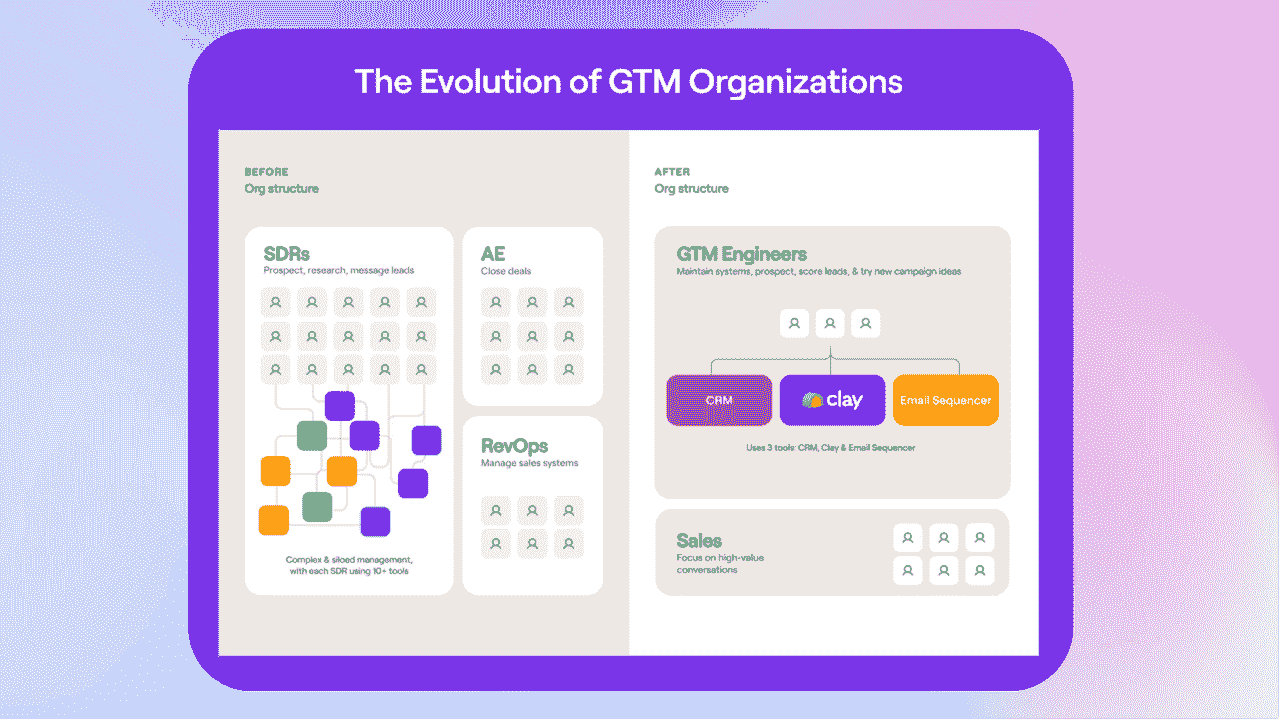 The Evolution of GTM Organizations
BEFORE
Org structure
SDRs
Prospect, research, message leads
Complex & siloed management,
with each SDR using 10+ tools
AE
Close deals
RevOps
Manage sales systems
AFTER
Org structure
GTM Engineers
Maintain systems, prospect, score leads, & try new campaign ideas
CRM
clay
Email Sequencer
Uses 3 tools: CRM, Clay & Email Sequencer
Sales
Focus on high-value
conversations